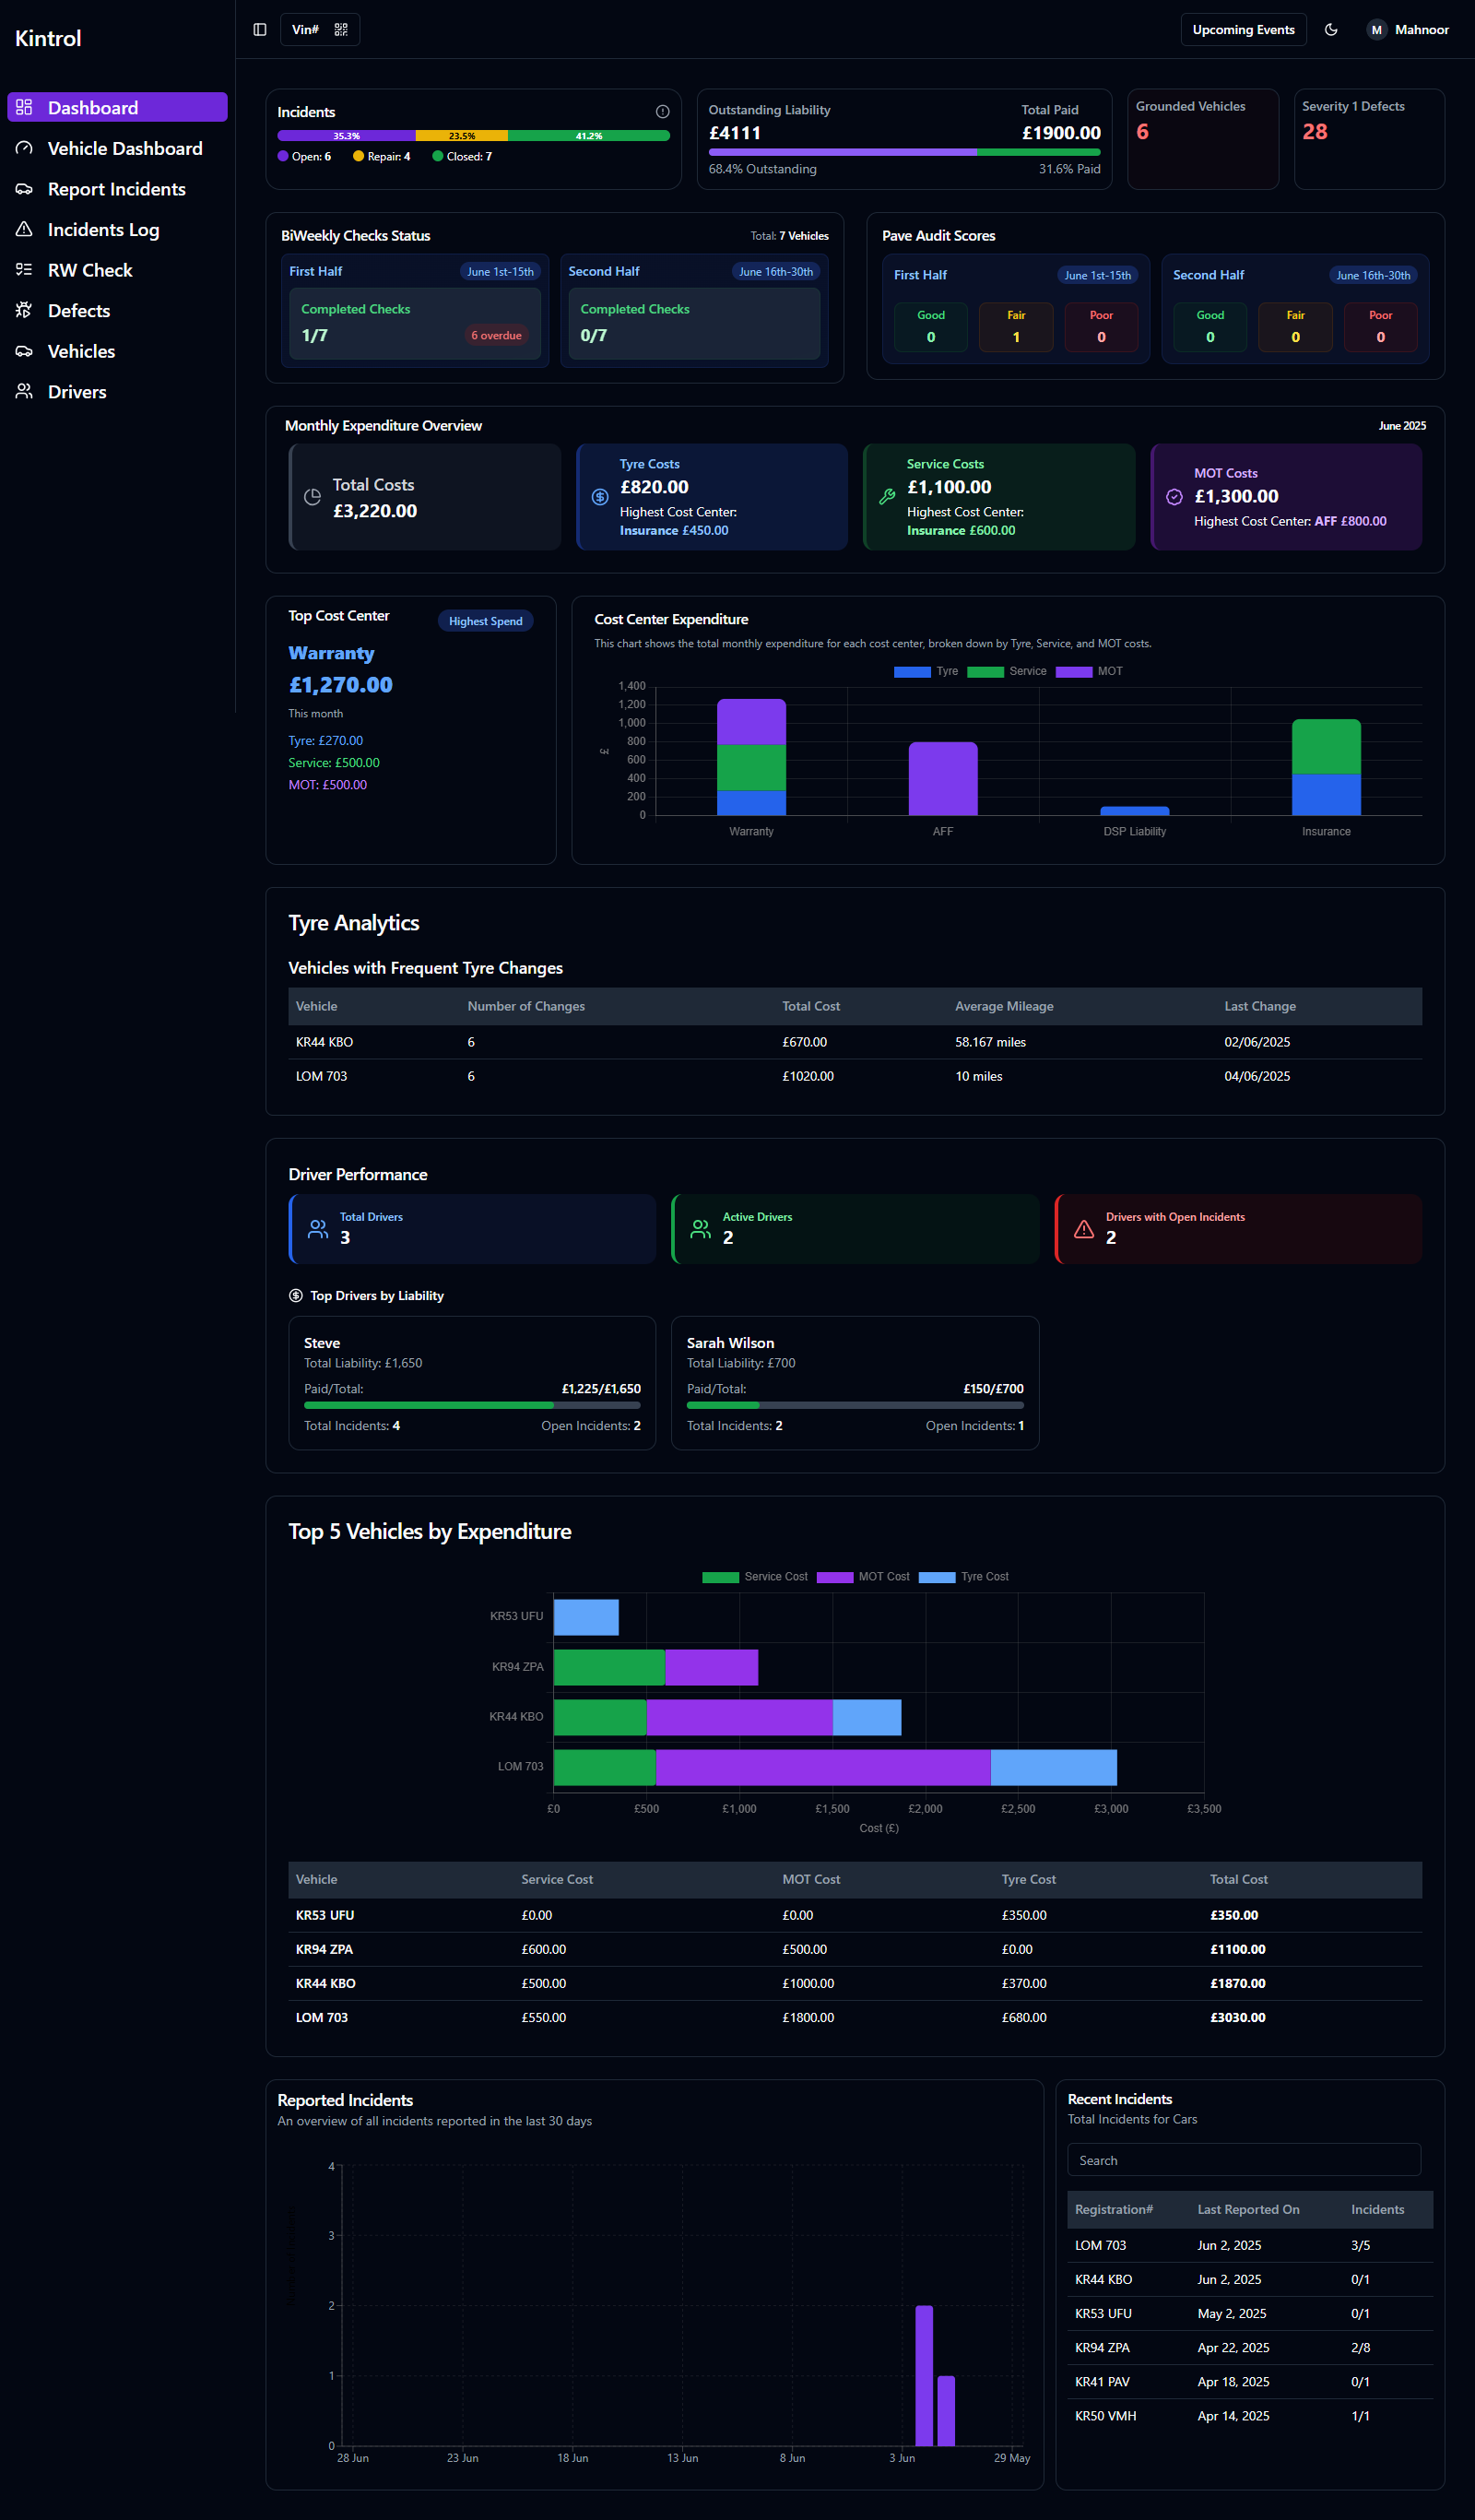 Kintrol
Vin#
Upcoming Events
M Mahnoor
Dashboard
Vehicle Dashboard
Report Incidents
Incidents Log
RW Check
Defects
Vehicles
Drivers
Incidents
35.3% 23.5% 41.2%
Open: 6 Repair: 4 Closed: 7
Outstanding Liability Total Paid
£4111 £1900.00
68.4% Outstanding 31.6% Paid
Grounded Vehicles
6
Severity 1 Defects
28
BiWeekly Checks Status Total: 7 Vehicles
First Half June 1st-15th
Completed Checks
1/7 6 overdue
Second Half June 16th-30th
Completed Checks
0/7
Pave Audit Scores
First Half June 1st-15th
Good Fair Poor
0 1 0
Second Half June 16th-30th
Good Fair Poor
0 0 0
Monthly Expenditure Overview June 2025
Total Costs
£3,220.00
Tyre Costs
£820.00
Highest Cost Center:
Insurance £450.00
Service Costs
£1,100.00
Highest Cost Center:
Insurance £600.00
MOT Costs
£1,300.00
Highest Cost Center: AFF £800.00
Top Cost Center Highest Spend
Warranty
£1,270.00
This month
Tyre: £270.00
Service: £500.00
MOT: £500.00
Cost Center Expenditure
This chart shows the total monthly expenditure for each cost center, broken down by Tyre, Service, and MOT costs.
Tyre Service MOT
£
1,400
1,200
1,000
800
600
400
200
0
Warranty AFF DSP Liability Insurance
Tyre Analytics
Vehicles with Frequent Tyre Changes
Vehicle Number of Changes Total Cost Average Mileage Last Change
KR44 KBO 6 £670.00 58.167 miles 02/06/2025
LOM 703 6 £1020.00 10 miles 04/06/2025
Driver Performance
Total Drivers
3
Active Drivers
2
Drivers with Open Incidents
2
Top Drivers by Liability
Steve
Total Liability: £1,650
Paid/Total: £1,225/£1,650
Total Incidents: 4 Open Incidents: 2
Sarah Wilson
Total Liability: £700
Paid/Total: £150/£700
Total Incidents: 2 Open Incidents: 1
Top 5 Vehicles by Expenditure
Service Cost MOT Cost Tyre Cost
KR53 UFU
KR94 ZPA
KR44 KBO
LOM 703
£0 £500 £1,000 £1,500 £2,000 £2,500 £3,000 £3,500
Cost (£)
Vehicle Service Cost MOT Cost Tyre Cost Total Cost
KR53 UFU £0.00 £0.00 £350.00 £350.00
KR94 ZPA £600.00 £500.00 £0.00 £1100.00
KR44 KBO £500.00 £1000.00 £370.00 £1870.00
LOM 703 £550.00 £1800.00 £680.00 £3030.00
Reported Incidents
An overview of all incidents reported in the last 30 days
4
3
2
1
0
28 Jun 23 Jun 18 Jun 13 Jun 8 Jun 3 Jun 29 May
Recent Incidents
Total Incidents for Cars
Search
Registration# Last Reported On Incidents
LOM 703 Jun 2, 2025 3/5
KR44 KBO Jun 2, 2025 0/1
KR53 UFU May 2, 2025 0/1
KR94 ZPA Apr 22, 2025 2/8
KR41 PAV Apr 18, 2025 0/1
KR50 VMH Apr 14, 2025 1/1